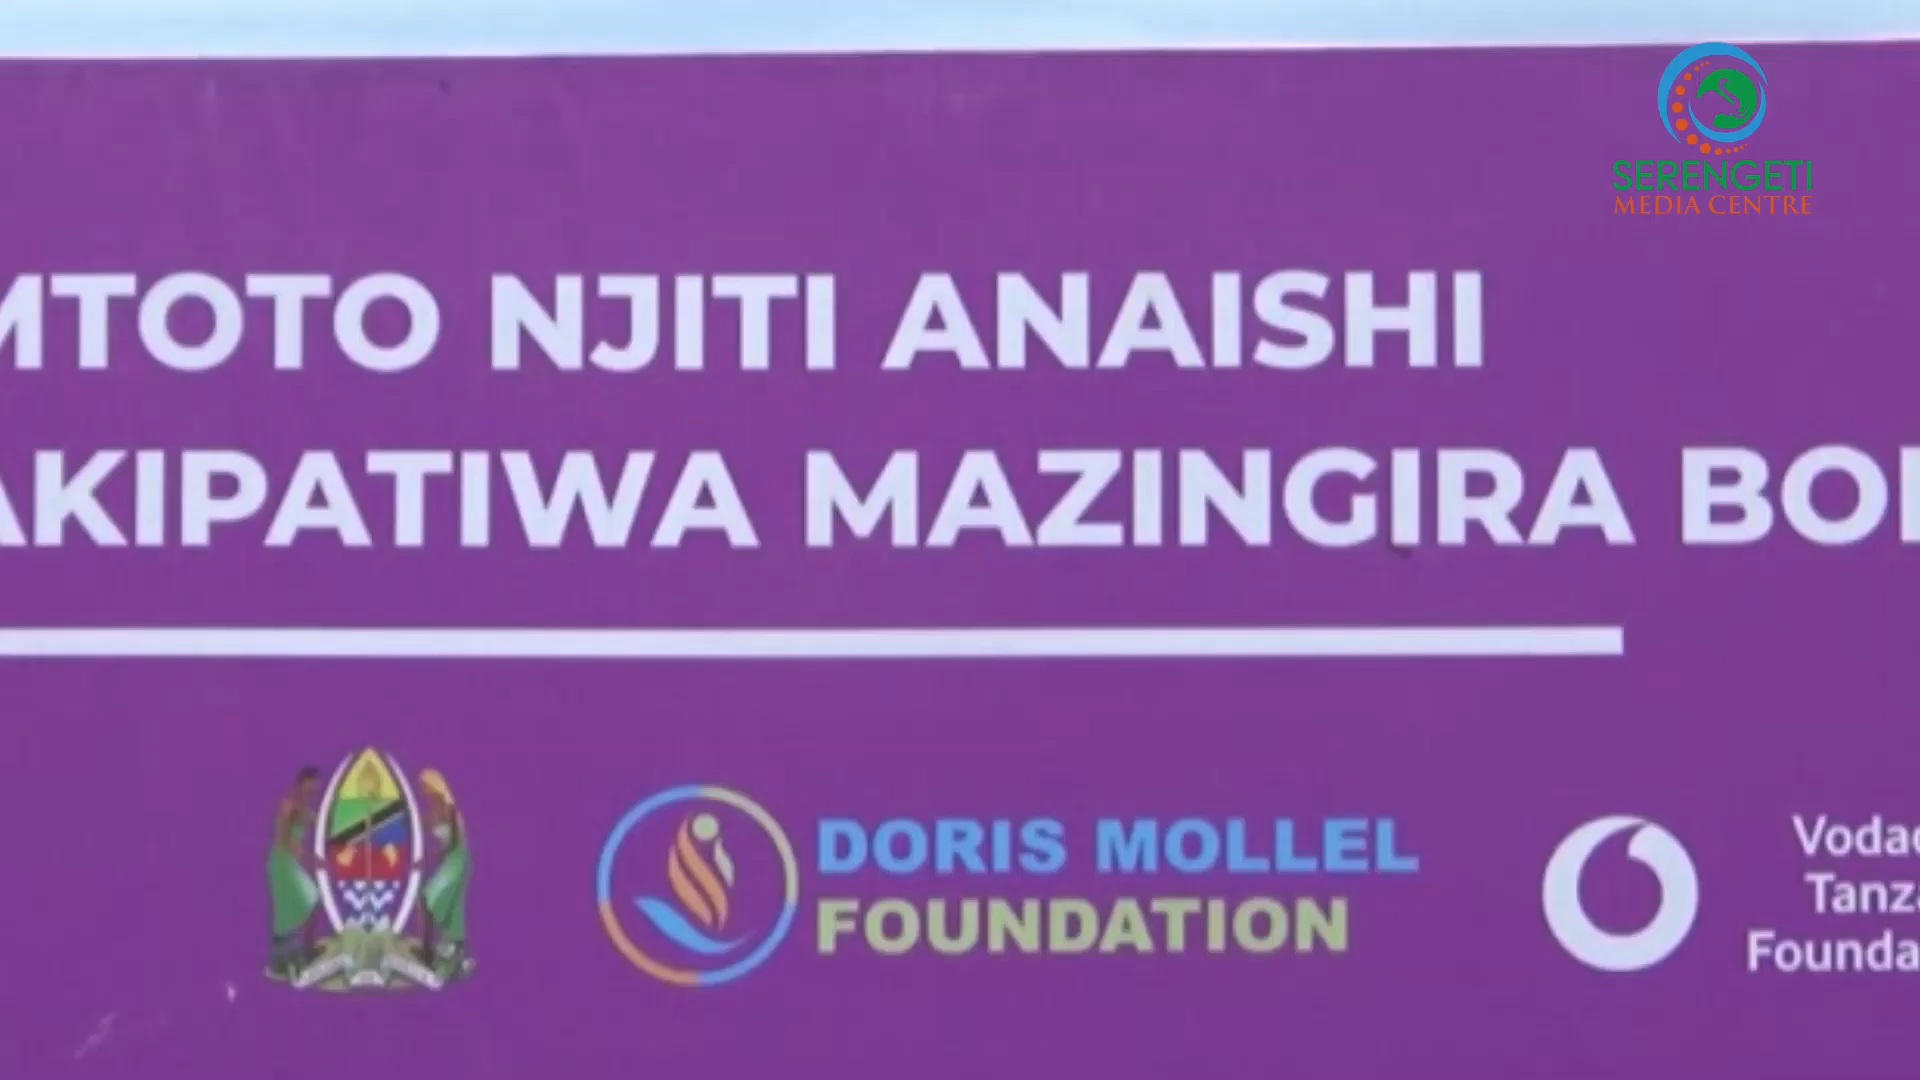 SERENGETI
MEDIA CENTRE
MTOTO NJITI ANAISHI
AKIPATIWA MAZINGIRA
DORIS MOLLEL
FOUNDATION